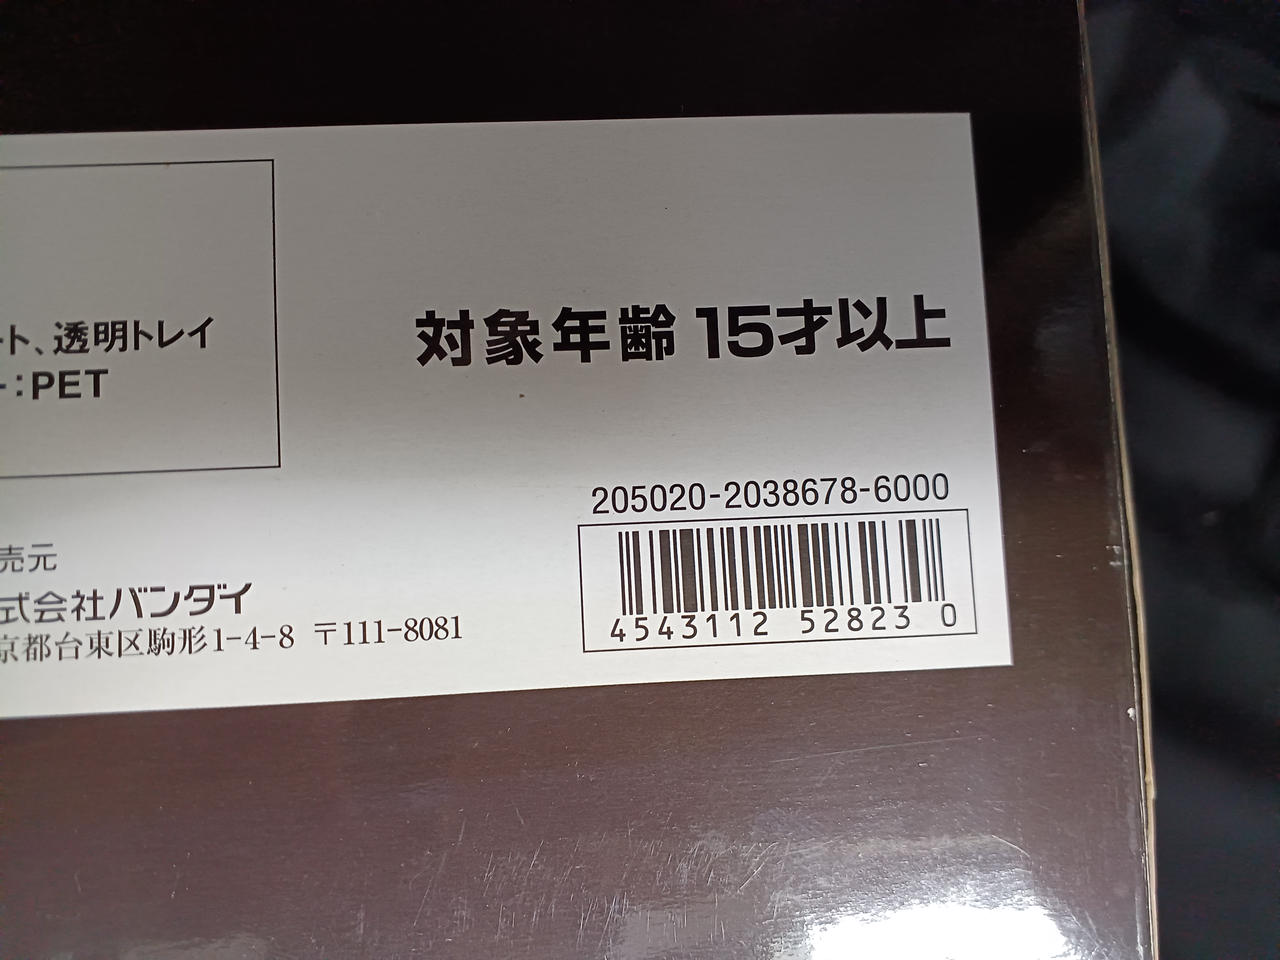 ート、透明トレイ
ー：PET
対象年齢 15才以上
205020-2038678-6000
4543112 52823 0
売元
式会社バンダイ
京都台東区駒形1-4-8 〒111-8081